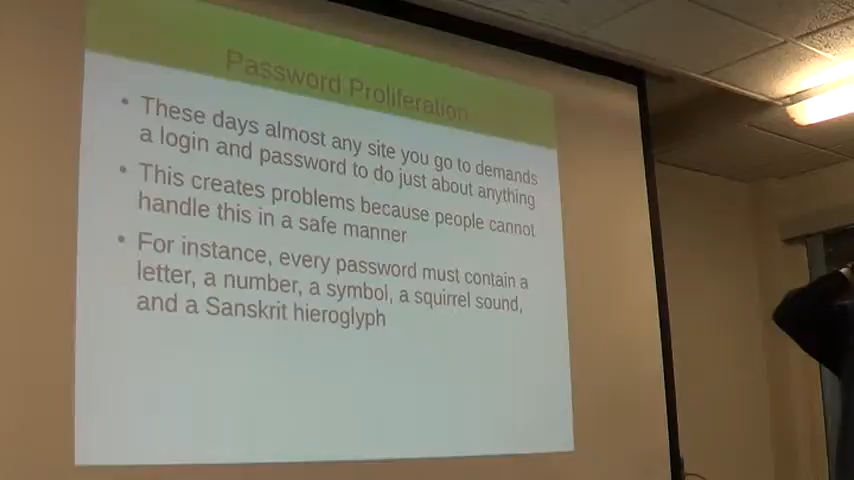 Password Proliferation
• These days almost any site you go to demands
a login and password to do just about anything
• This creates problems because people cannot
handle this in a safe manner
• For instance, every password must contain a
letter, a number, a symbol, a squirrel sound,
and a Sanskrit hieroglyph